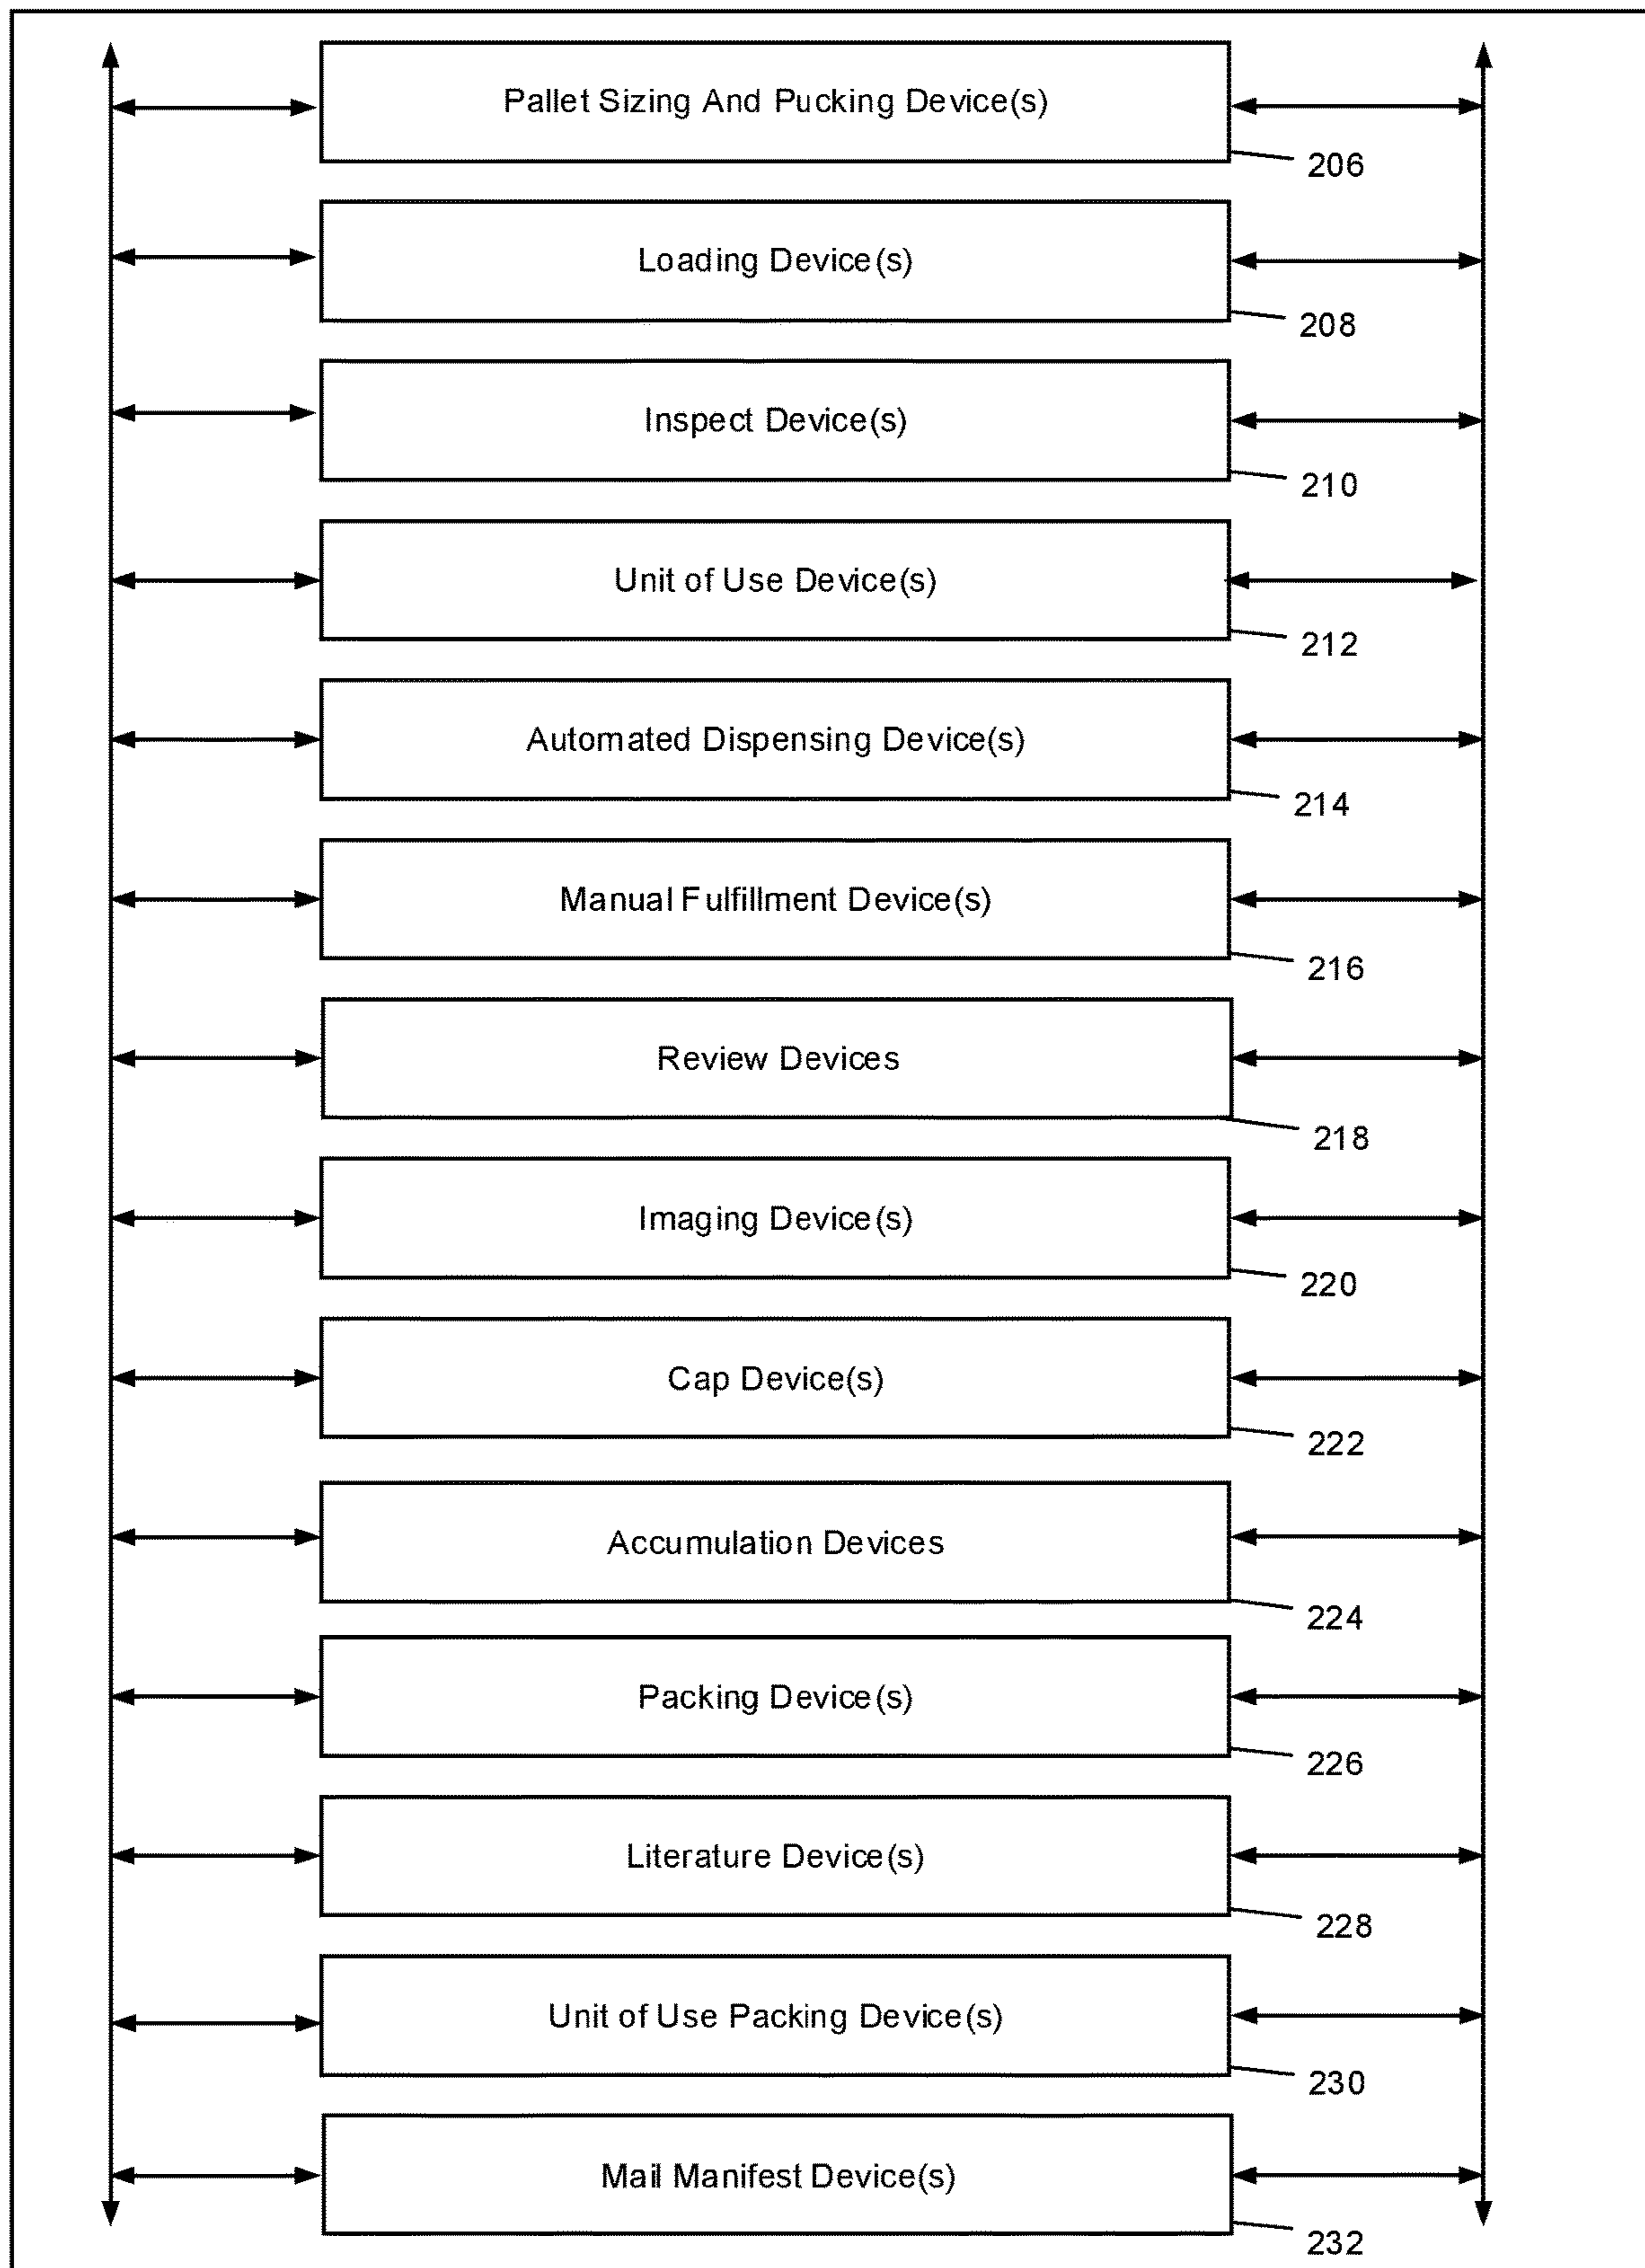 Pallet Sizing And Pucking Device(s)
206
Loading Device(s)
208
Inspect Device(s)
210
Unit of Use Device(s)
212
Automated Dispensing Device(s)
214
Manual Fulfillment Device(s)
216
Review Devices
218
Imaging Device(s)
220
Cap Device(s)
222
Accumulation Devices
224
Packing Device(s)
226
Literature Device(s)
228
Unit of Use Packing Device(s)
230
Mail Manifest Device(s)
232